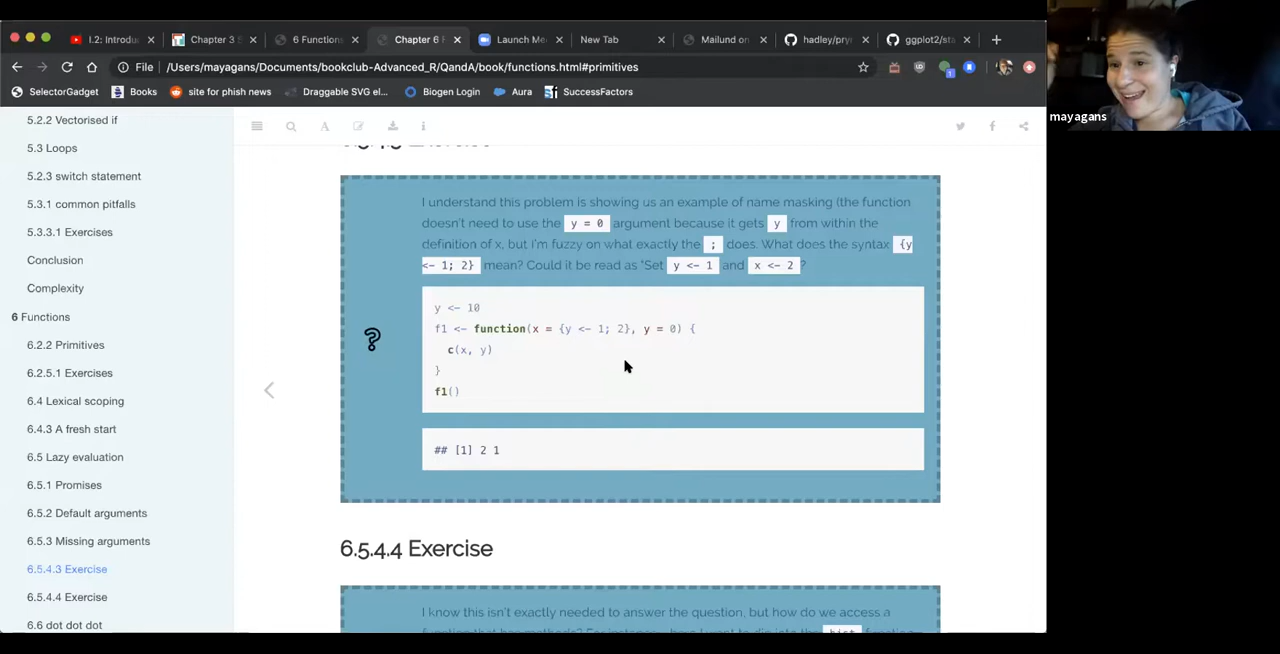 I.2: Introdu
Chapter 3 S
6 Function
Chapter 6
Launch Me
New Tab
Mailund on
hadley/pry
ggplot2/sta
File /Users/mayagans/Documents/bookclub-Advanced_R/QandA/book/functions.html#primitives
SelectorGadget Books site for phish news Draggable SVG el... Biogen Login Aura SuccessFactors
mayagans
5.2.2 Vectorised if
5.3 Loops
5.2.3 switch statement
5.3.1 common pitfalls
5.3.3.1 Exercises
Conclusion
Complexity
6 Functions
6.2.2 Primitives
6.2.5.1 Exercises
6.4 Lexical scoping
6.4.3 A fresh start
6.5 Lazy evaluation
6.5.1 Promises
6.5.2 Default arguments
6.5.3 Missing arguments
6.5.4.3 Exercise
6.5.4.4 Exercise
6.6 dot dot dot
I understand this problem is showing us an example of name masking (the function
doesn't need to use the y = 0 argument because it gets y from within the
definition of x, but i'm fuzzy on what exactly the ; does. What does the syntax {y
<- 1; 2} mean? Could it be read as "Set y <- 1 and x <- 2 ?
y <- 10
f1 <- function(x = {y <- 1; 2}, y = 0) {
c(x, y)
}
f1()
## [1] 2 1
6.5.4.4 Exercise
I know this isn't exactly needed to answer the question, but how do we access a